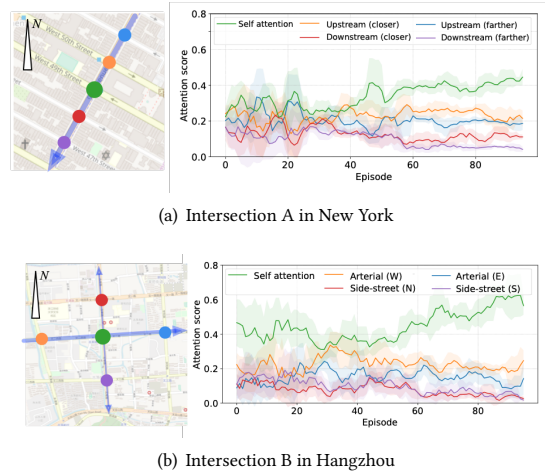 N
West 50th Street
West 49th Street
West 47th St
Attention score
0.8
0.6
0.4
0.2
0.0
Self attention
Upstream (closer)
Upstream (farther)
Downstream (closer)
Downstream (farther)
0
20
40
60
80
Episode
(a) Intersection A in New York
N
Attention score
0.8
0.6
0.4
0.2
0.0
Self attention
Arterial (W)
Arterial (E)
Side-street (N)
Side-street (S)
0
20
40
60
80
Episode
(b) Intersection B in Hangzhou